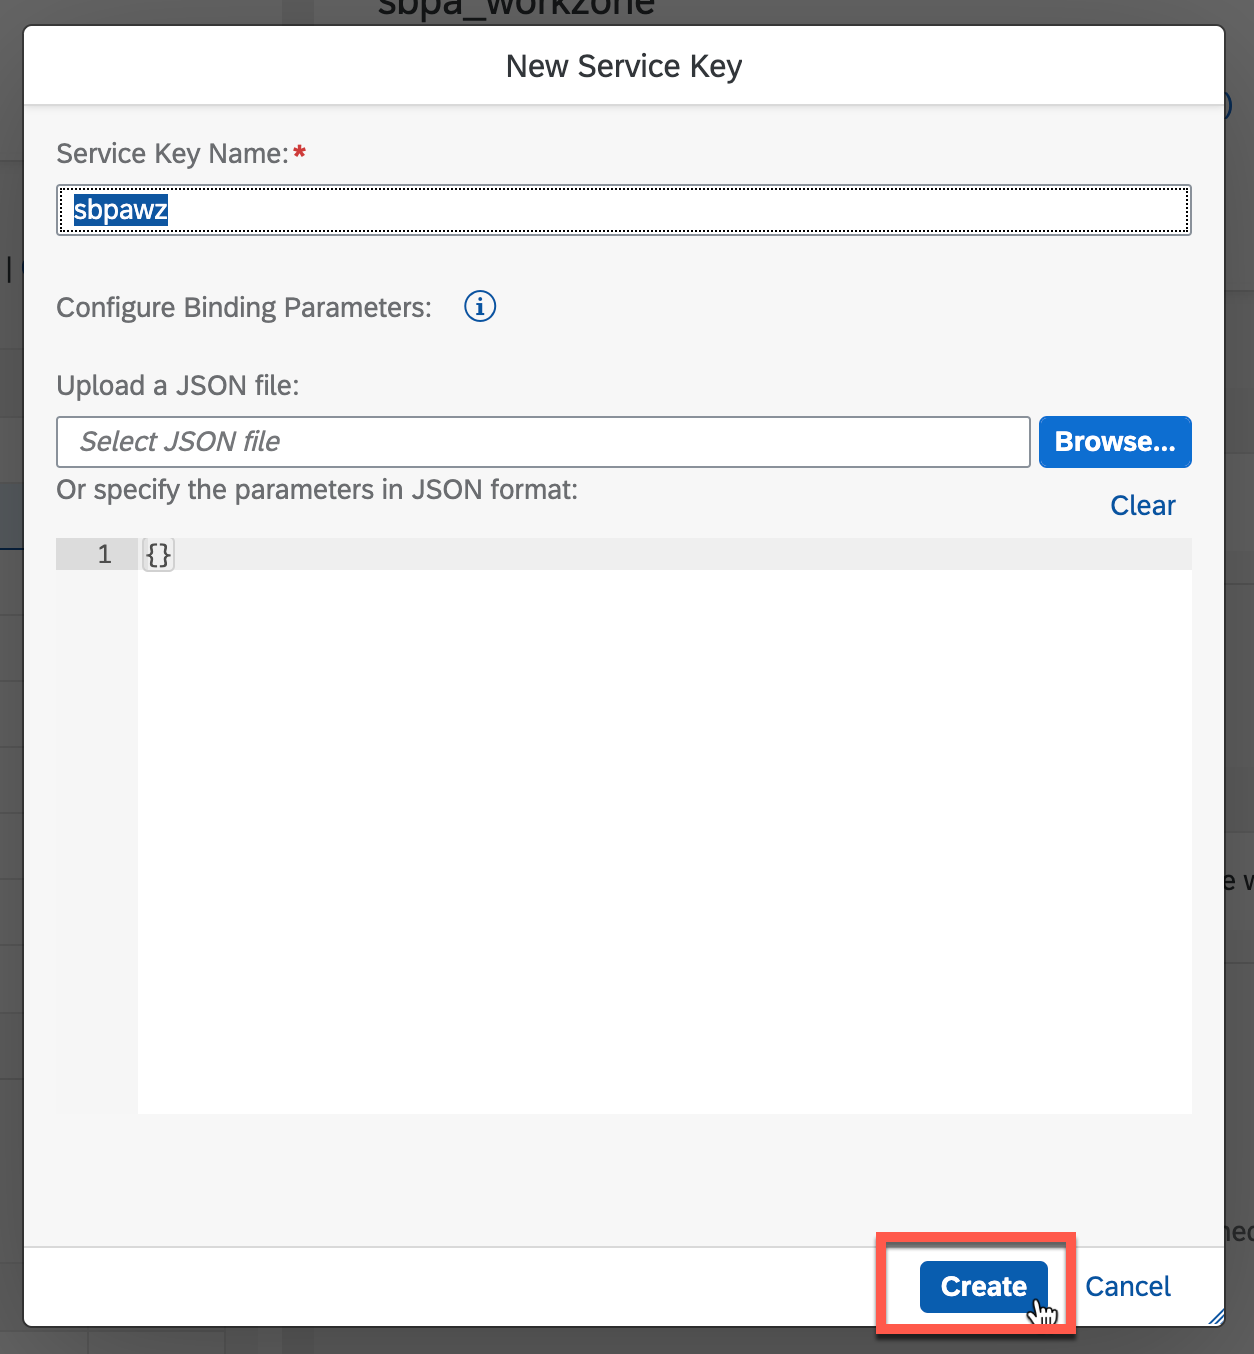 sbpa_workzone
New Service Key
Service Key Name:*
sbpawz
Configure Binding Parameters:
Upload a JSON file:
Select JSON file
Browse...
Or specify the parameters in JSON format:
Clear
1 {}
Create
Cancel